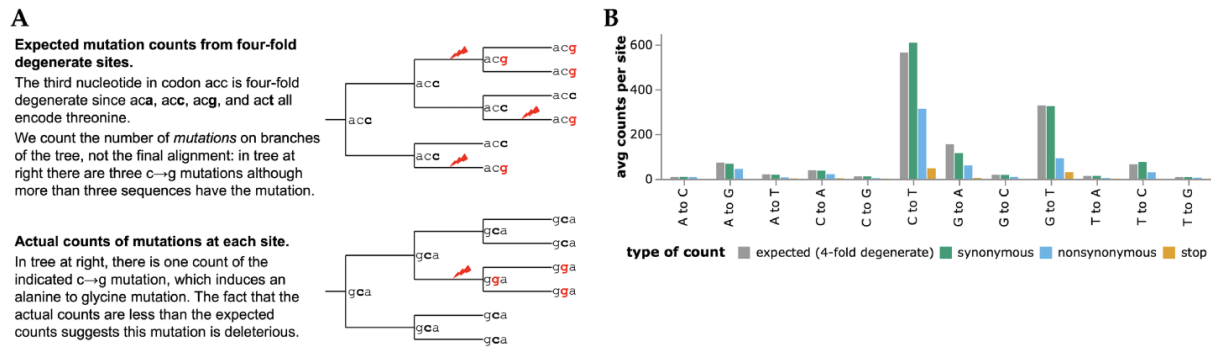 A
Expected mutation counts from four-fold
degenerate sites.
The third nucleotide in codon acc is four-fold
degenerate since aca, acc, acg, and act all
encode threonine.
We count the number of mutations on branches
of the tree, not the final alignment: in tree at
right there are three c→g mutations although
more than three sequences have the mutation.
acc
acc
acc
acg
acc
acg
acg
acc
acg
acc
acg
Actual counts of mutations at each site.
In tree at right, there is one count of the
indicated c→g mutation, which induces an
alanine to glycine mutation. The fact that the
actual counts are less than the expected
counts suggests this mutation is deleterious.
gca
gca
gga
gca
gca
gga
gga
gca
gca
B
avg counts per site
600
400
200
0
A to C
A to G
A to T
C to A
C to G
C to T
G to A
G to C
G to T
T to A
T to C
T to G
type of count
expected (4-fold degenerate)
synonymous
nonsynonymous
stop